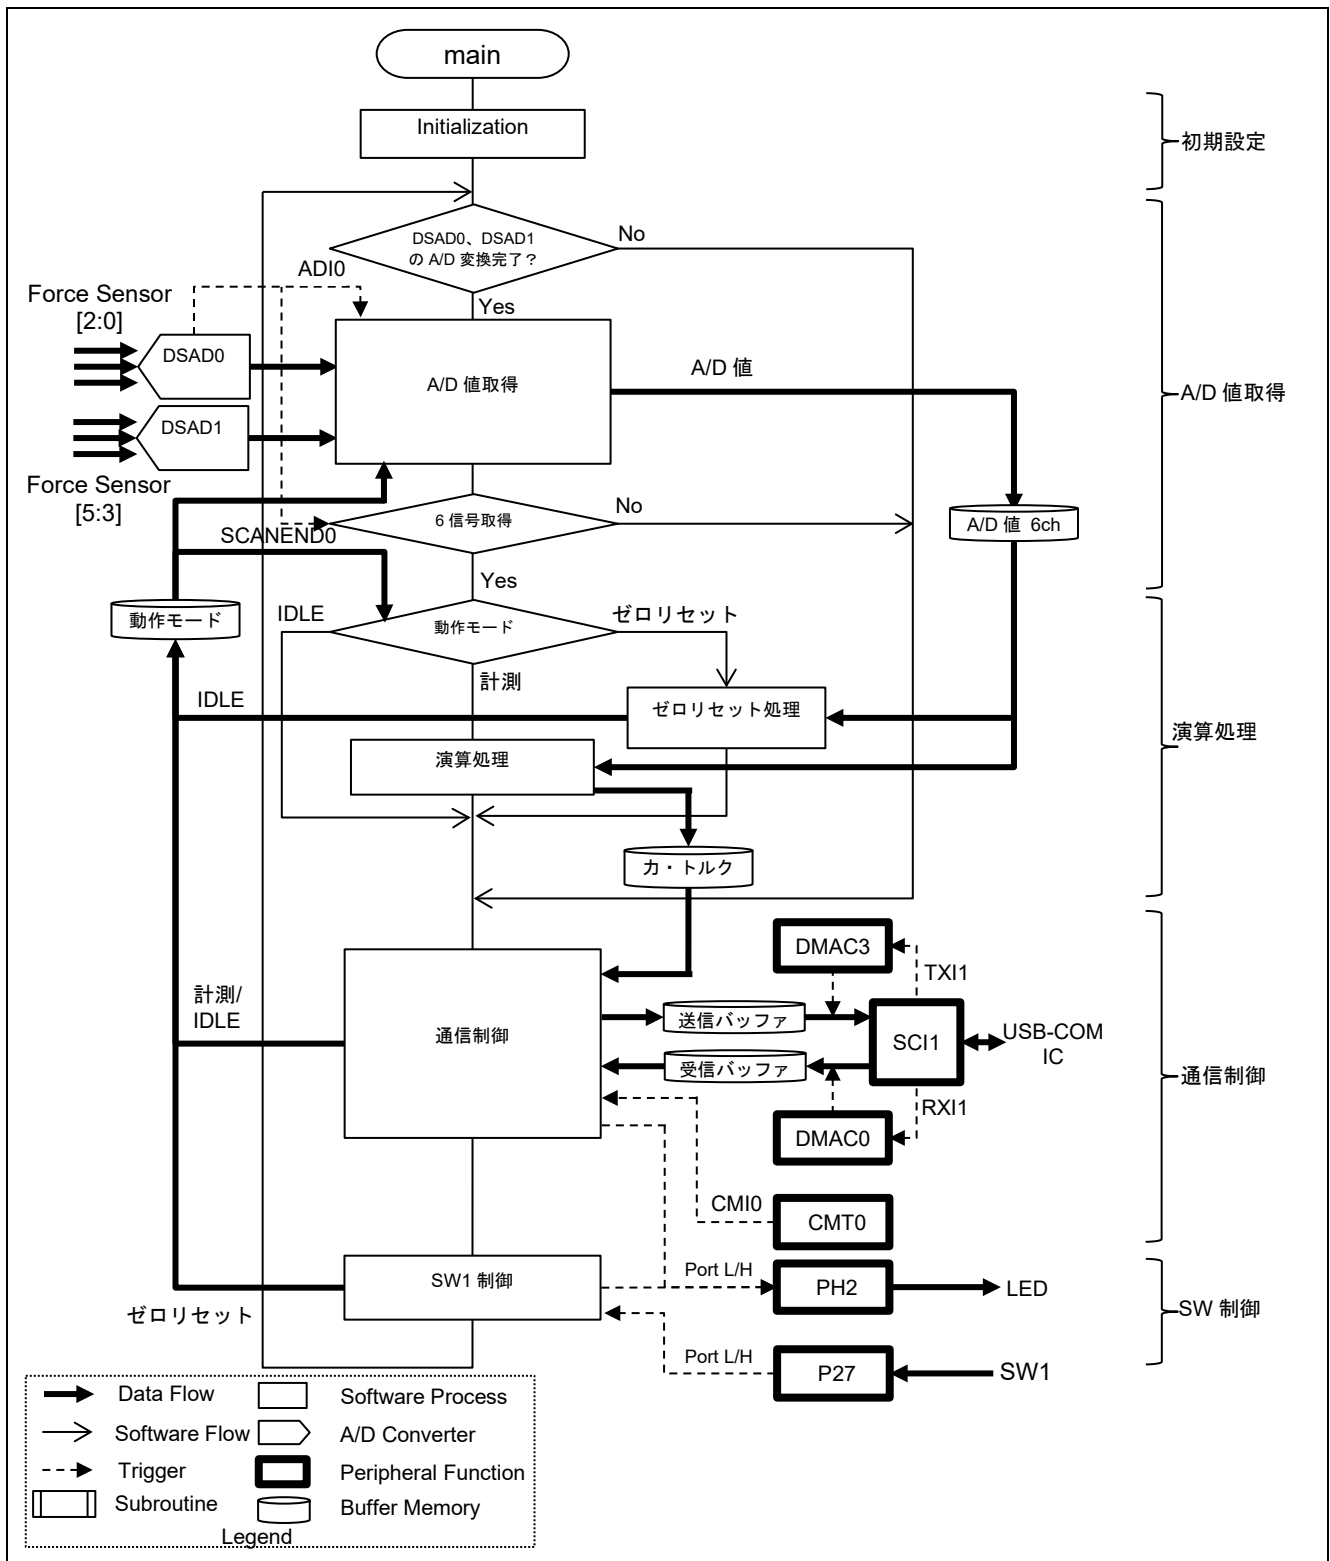 main
Initialization
初期設定
DSAD0、DSAD1
の A/D 変換完了？
No
ADI0
Yes
Force Sensor
[2:0]
DSAD0
A/D 値取得
A/D 値
A/D 値取得
DSAD1
Force Sensor
[5:3]
6 信号取得
No
A/D 値 6ch
SCANEND0
Yes
動作モード
IDLE
動作モード
ゼロリセット
計測
IDLE
ゼロリセット処理
演算処理
演算処理
力・トルク
DMAC3
TXI1
計測/
IDLE
通信制御
送信バッファ
SCI1
USB-COM
IC
受信バッファ
通信制御
RXI1
DMAC0
CMI0
CMT0
SW1 制御
Port L/H
PH2
LED
ゼロリセット
SW 制御
Port L/H
P27
SW1
Data Flow
Software Process
Software Flow
A/D Converter
Trigger
Peripheral Function
Subroutine
Buffer Memory
Legend